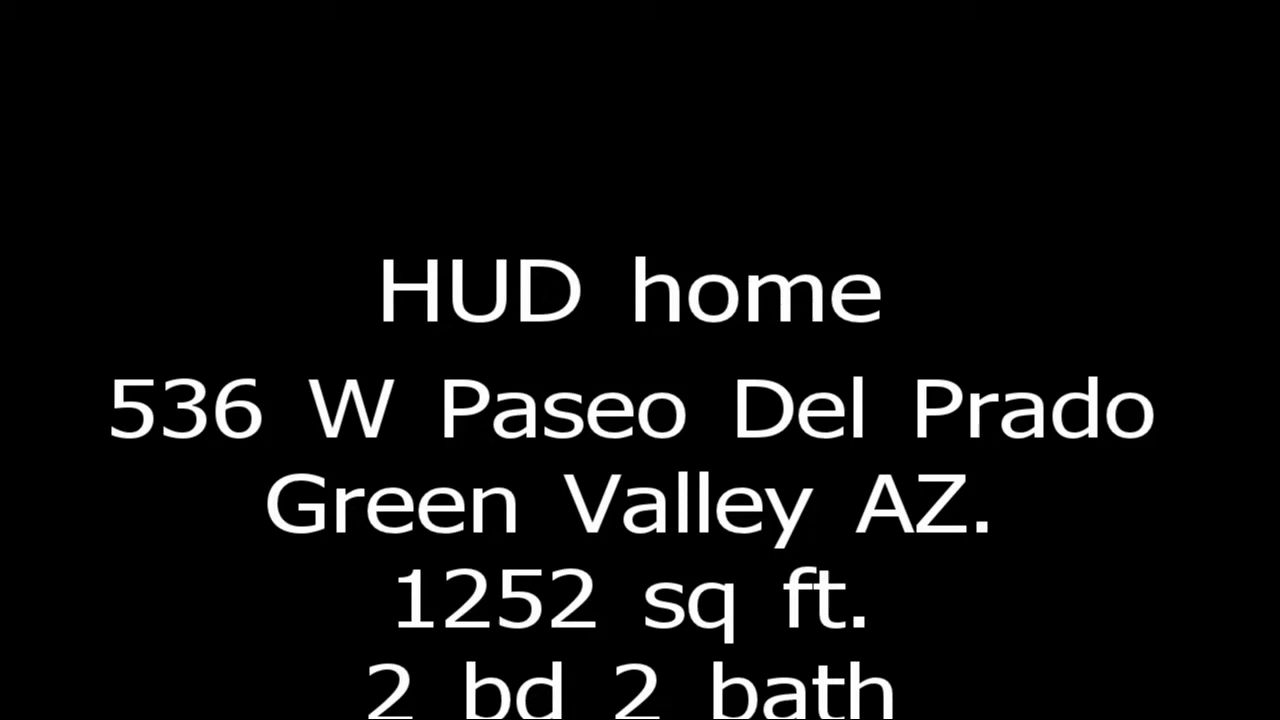 HUD home
536 W Paseo Del Prado
Green Valley AZ.
1252 sq ft.
2 bd 2 bath